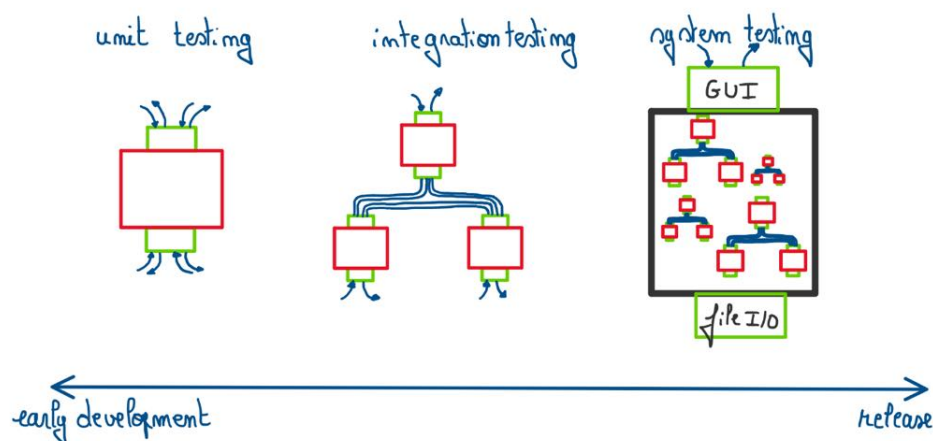 unit testing
integration testing
system testing
GUI
file I/O
early development
release